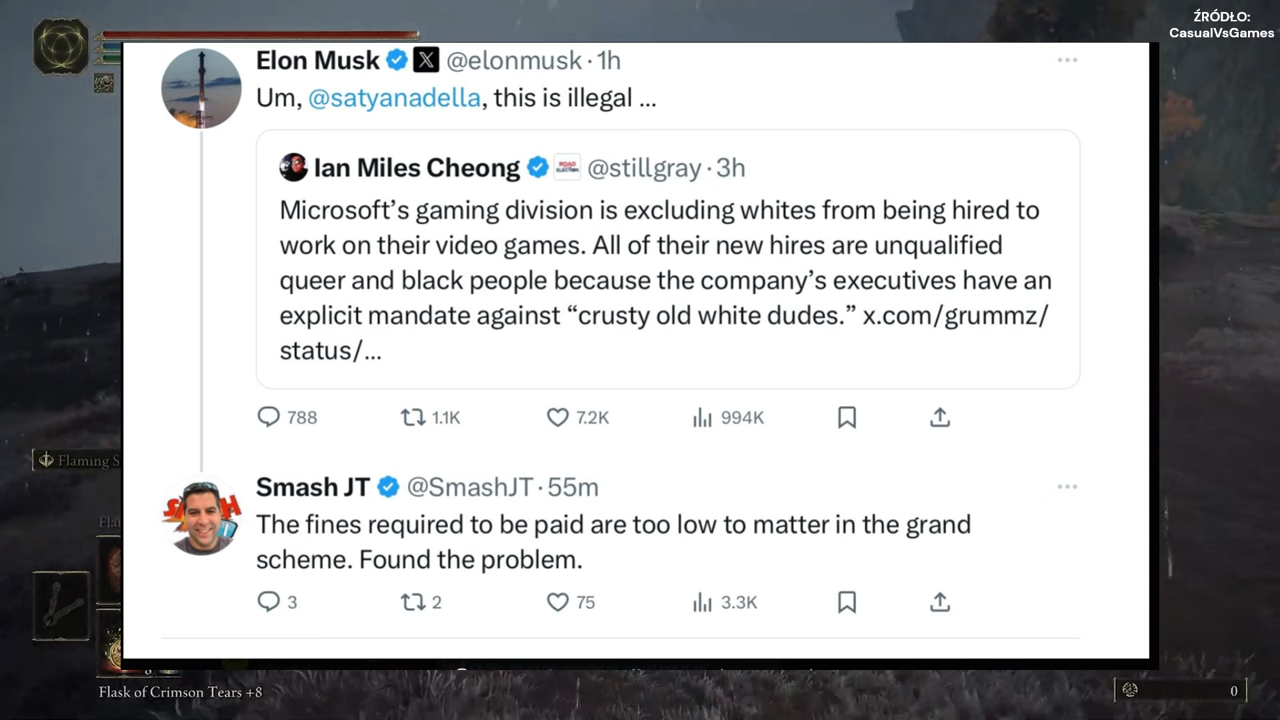 ŹRÓDŁO:
CasualVsGames
Elon Musk X @elonmusk · 1h
Um, @satyanadella, this is illegal ...
Ian Miles Cheong @stillgray · 3h
Microsoft’s gaming division is excluding whites from being hired to
work on their video games. All of their new hires are unqualified
queer and black people because the company’s executives have an
explicit mandate against “crusty old white dudes.” x.com/grummz/
status/...
788 1.1K 7.2K 994K
Smash JT @SmashJT · 55m
The fines required to be paid are too low to matter in the grand
scheme. Found the problem.
3 2 75 3.3K
Flaming S
Fla
Flask of Crimson Tears +8
0